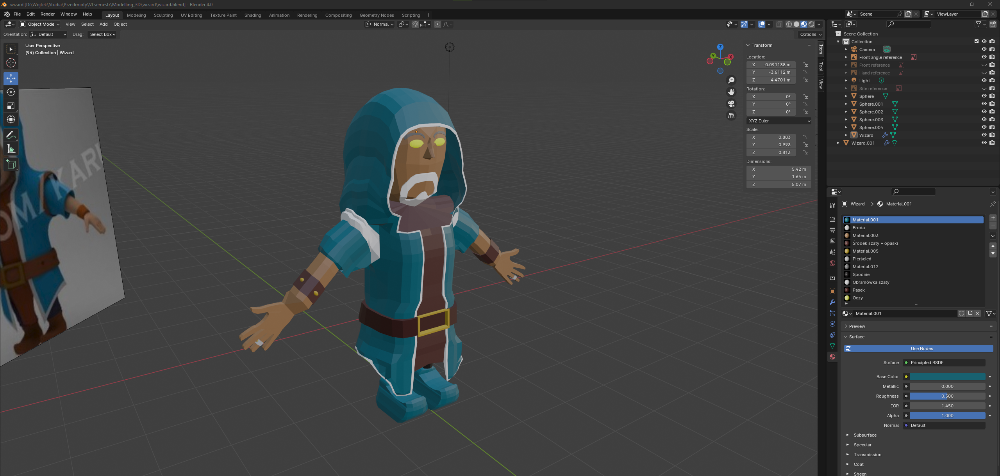 wizard [D:\Wojtek\Studia\Przedmioty\VI semestr\Modelling_3D\wizard\wizard.blend] - Blender 4.0
File Edit Render Window Help
Layout Modeling Sculpting UV Editing Texture Paint Shading Animation Rendering Compositing Geometry Nodes Scripting
Scene
ViewLayer
Object Mode View Select Add Object
Normal
Orientation: Default Drag: Select Box
Options
User Perspective
(94) Collection | Wizard
Z
Y
X
OM KAR
Transform
Location:
X -0.091138 m
Y -3.6112 m
Z 4.4701 m
Rotation:
X 0°
Y 0°
Z 0°
XYZ Euler
Scale:
X 0.883
Y 0.993
Z 0.813
Dimensions:
X 5.42 m
Y 1.64 m
Z 5.07 m
Item
Tool
View
Scene Collection
Collection
Camera
Front angle reference
Front reference
Hand reference
Light
Site reference
Sphere
Sphere.001
Sphere.002
Sphere.003
Sphere.004
Wizard
Wizard.001
Wizard Material.001
Material.001
Broda
Material.003
Środek szaty + opaski
Material.005
Pierścień
Material.012
Spodnie
Obramówka szaty
Pasek
Oczy
Material.001
Preview
Surface
Use Nodes
Surface Principled BSDF
Base Color
Metallic 0.000
Roughness 0.500
IOR 1.450
Alpha 1.000
Normal Default
Subsurface
Specular
Transmission
Coat
Sheen